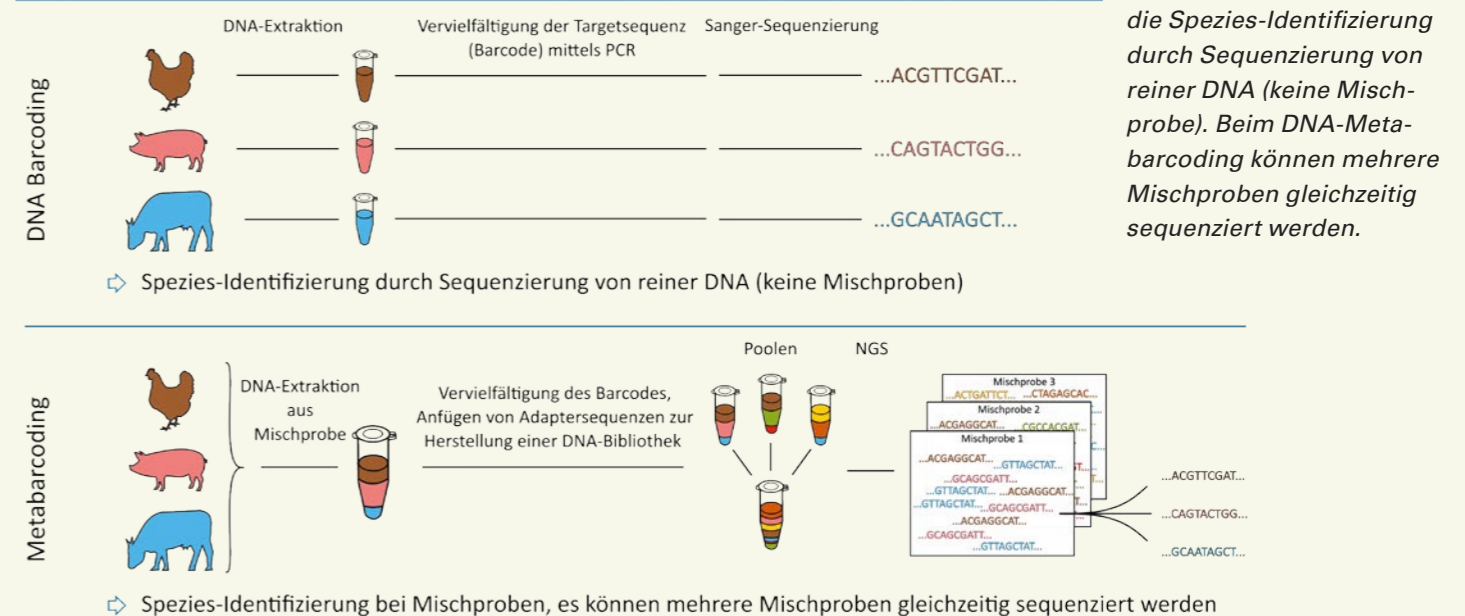 DNA Barcoding
DNA-Extraktion
Vervielfältigung der Targetsequenz
(Barcode) mittels PCR
Sanger-Sequenzierung
...ACGTTCGAT...
...CAGTACTGG...
...GCAATAGCT...
⇨ Spezies-Identifizierung durch Sequenzierung von reiner DNA (keine Mischproben)
die Spezies-Identifizierung
durch Sequenzierung von
reiner DNA (keine Misch-
probe). Beim DNA-Meta-
barcoding können mehrere
Mischproben gleichzeitig
sequenziert werden.
Metabarcoding
DNA-Extraktion
aus
Mischprobe
Vervielfältigung des Barcodes,
Anfügen von Adaptersequenzen zur
Herstellung einer DNA-Bibliothek
Poolen
NGS
Mischprobe 3
...ACTGATTCT... ...CTAGAGCAC...
Mischprobe 2
...ACGAGGCAT... ...CGCCACGAT...
Mischprobe 1
...ACGAGGCAT...
...GTTAGCTAT...
...GCAGCGATT...
...GTTAGCTAT... ...ACGAGGCAT...
...GTTAGCTAT... ...GCAGCGATT...
...ACGAGGCAT...
...GCAGCGATT...
...GTTAGCTAT...
...ACGTTCGAT...
...CAGTACTGG...
...GCAATAGCT...
⇨ Spezies-Identifizierung bei Mischproben, es können mehrere Mischproben gleichzeitig sequenziert werden